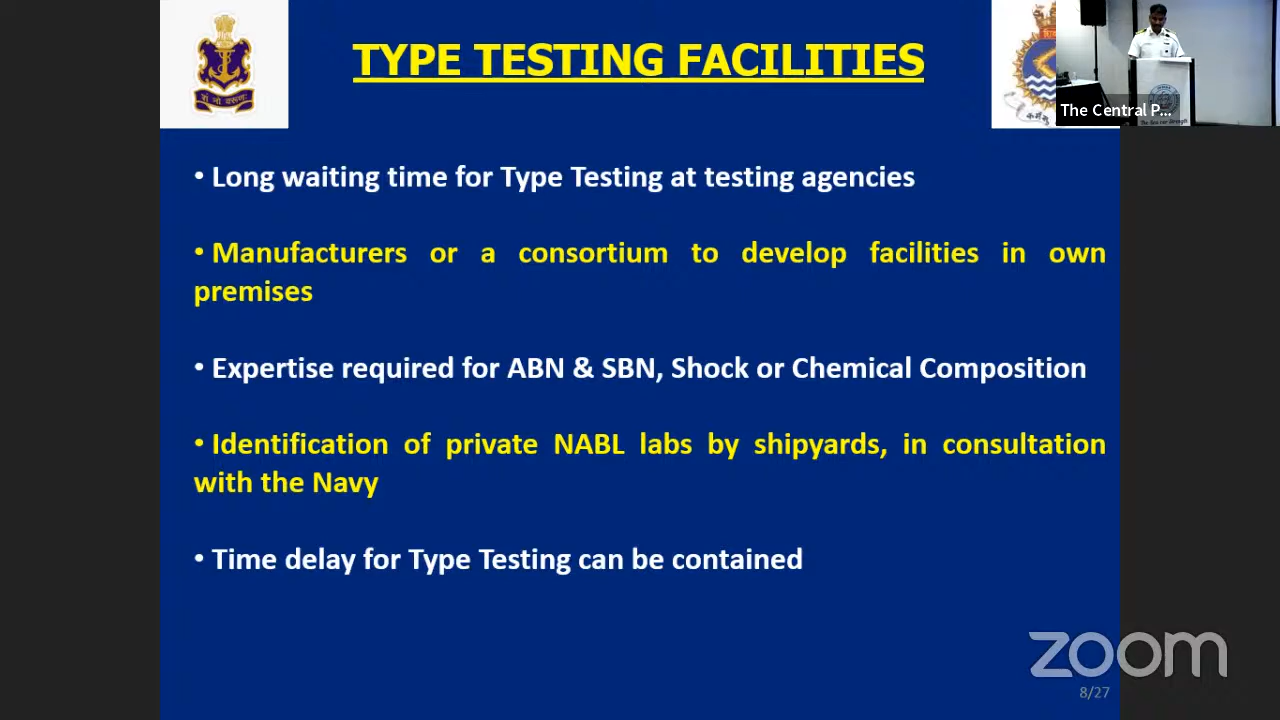 TYPE TESTING FACILITIES
शं नो वरुणः
The Central P...
• Long waiting time for Type Testing at testing agencies
• Manufacturers or a consortium to develop facilities in own
premises
• Expertise required for ABN & SBN, Shock or Chemical Composition
• Identification of private NABL labs by shipyards, in consultation
with the Navy
• Time delay for Type Testing can be contained
zoom
8/27